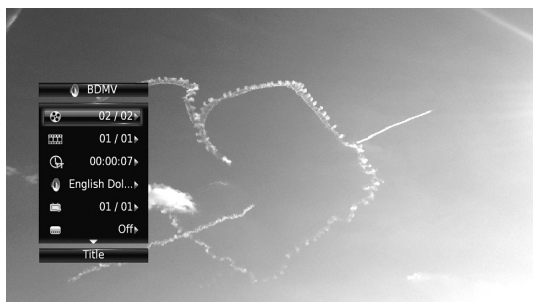 BDMV
02 / 02
01 / 01
00:00:07
English Dol...
01 / 01
Off
Title